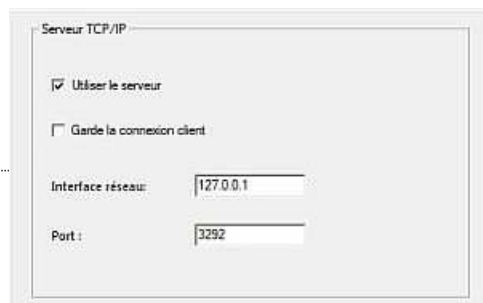 Serveur TCP/IP
Utiliser le serveur
Garde la connexion client
Interface réseau: 127.0.0.1
Port : 3292